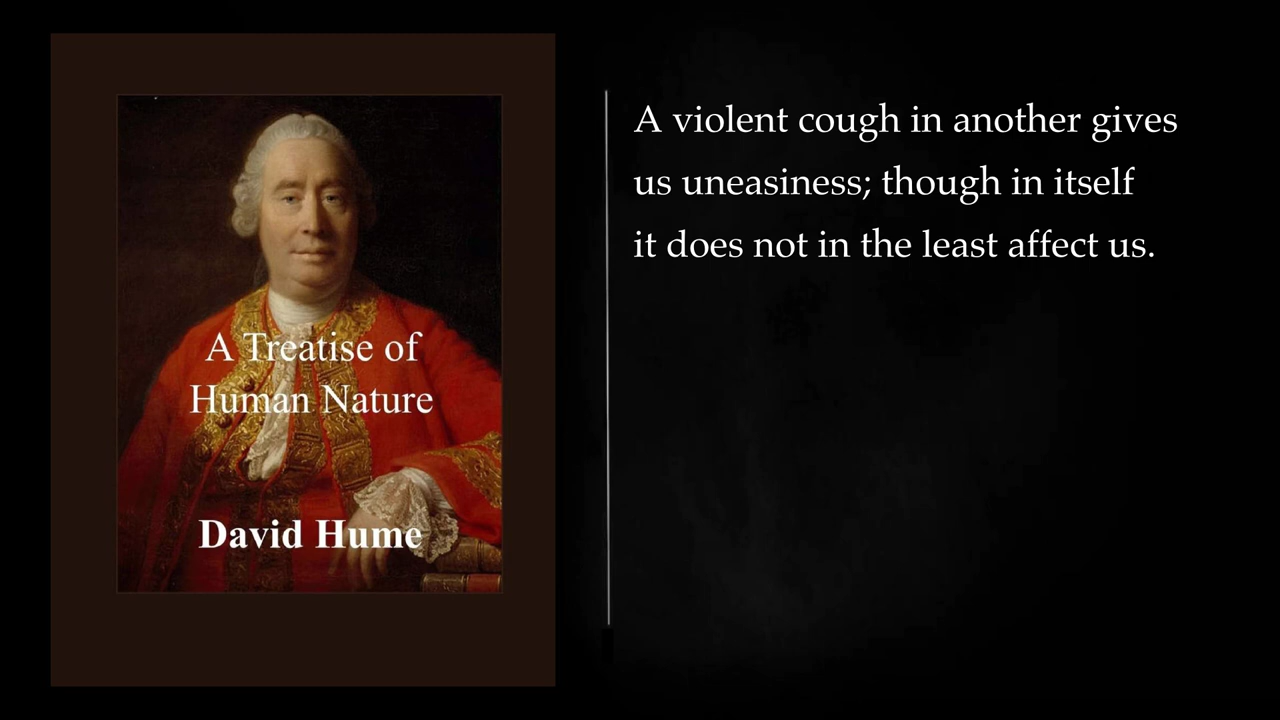 A Treatise of
Human Nature
David Hume
A violent cough in another gives
us uneasiness; though in itself
it does not in the least affect us.